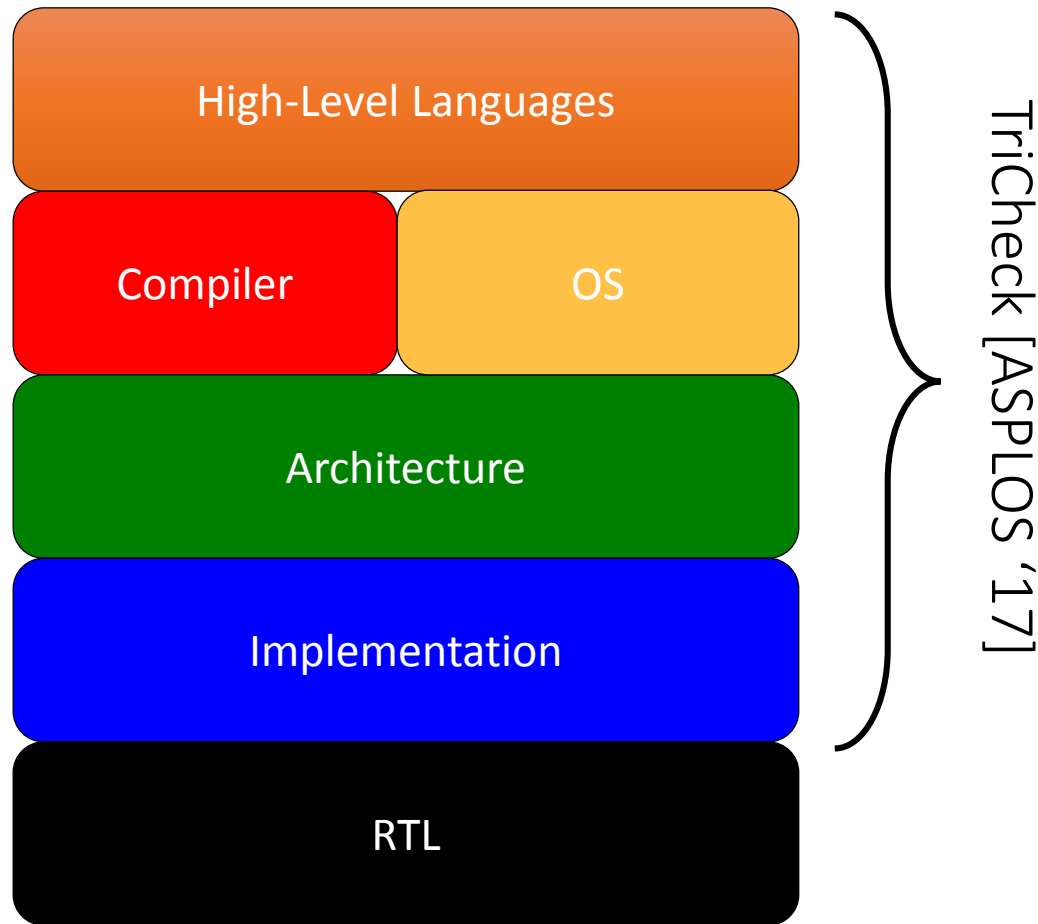 High-Level Languages
Compiler
OS
Architecture
Implementation
RTL
TriCheck [ASPLOS ‘17]